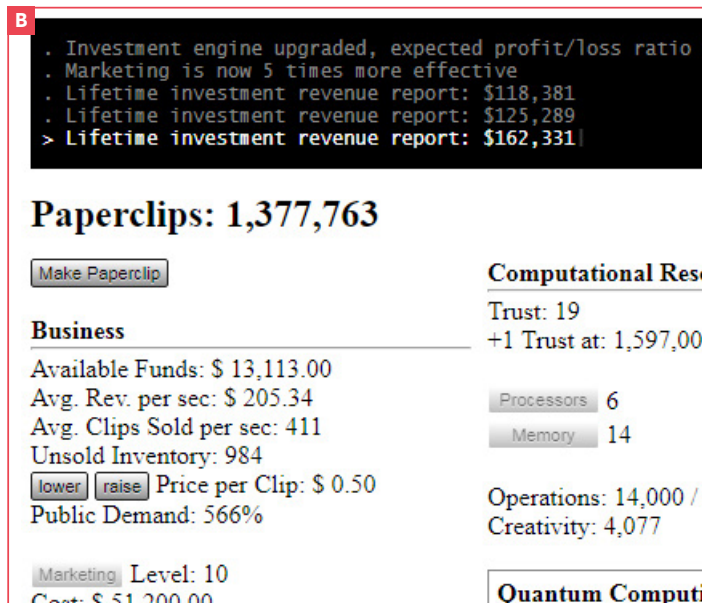 B
. Investment engine upgraded, expected profit/loss ratio
. Marketing is now 5 times more effective
. Lifetime investment revenue report: $118,381
. Lifetime investment revenue report: $125,289
> Lifetime investment revenue report: $162,331
Paperclips: 1,377,763
Make Paperclip
Business
Available Funds: $ 13,113.00
Avg. Rev. per sec: $ 205.34
Avg. Clips Sold per sec: 411
Unsold Inventory: 984
lower raise Price per Clip: $ 0.50
Public Demand: 566%
Marketing Level: 10
Cost: $ 51,200.00
Computational Res
Trust: 19
+1 Trust at: 1,597,00
Processors 6
Memory 14
Operations: 14,000 /
Creativity: 4,077
Quantum Computi